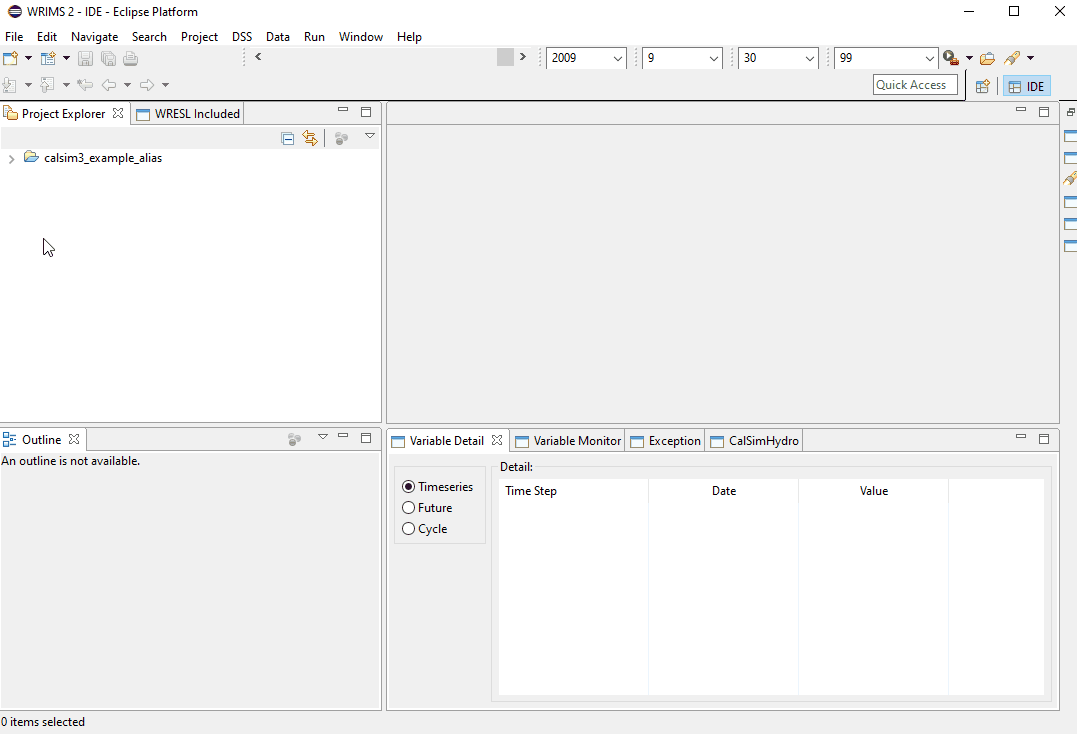 WRIMS 2 - IDE - Eclipse Platform
File Edit Navigate Search Project DSS Data Run Window Help
2009 9 30 99
Quick Access IDE
Project Explorer WRESL Included
calsim3_example_alias
Outline
An outline is not available.
Variable Detail Variable Monitor Exception CalSimHydro
Detail:
Timeseries
Future
Cycle
Time Step Date Value
0 items selected